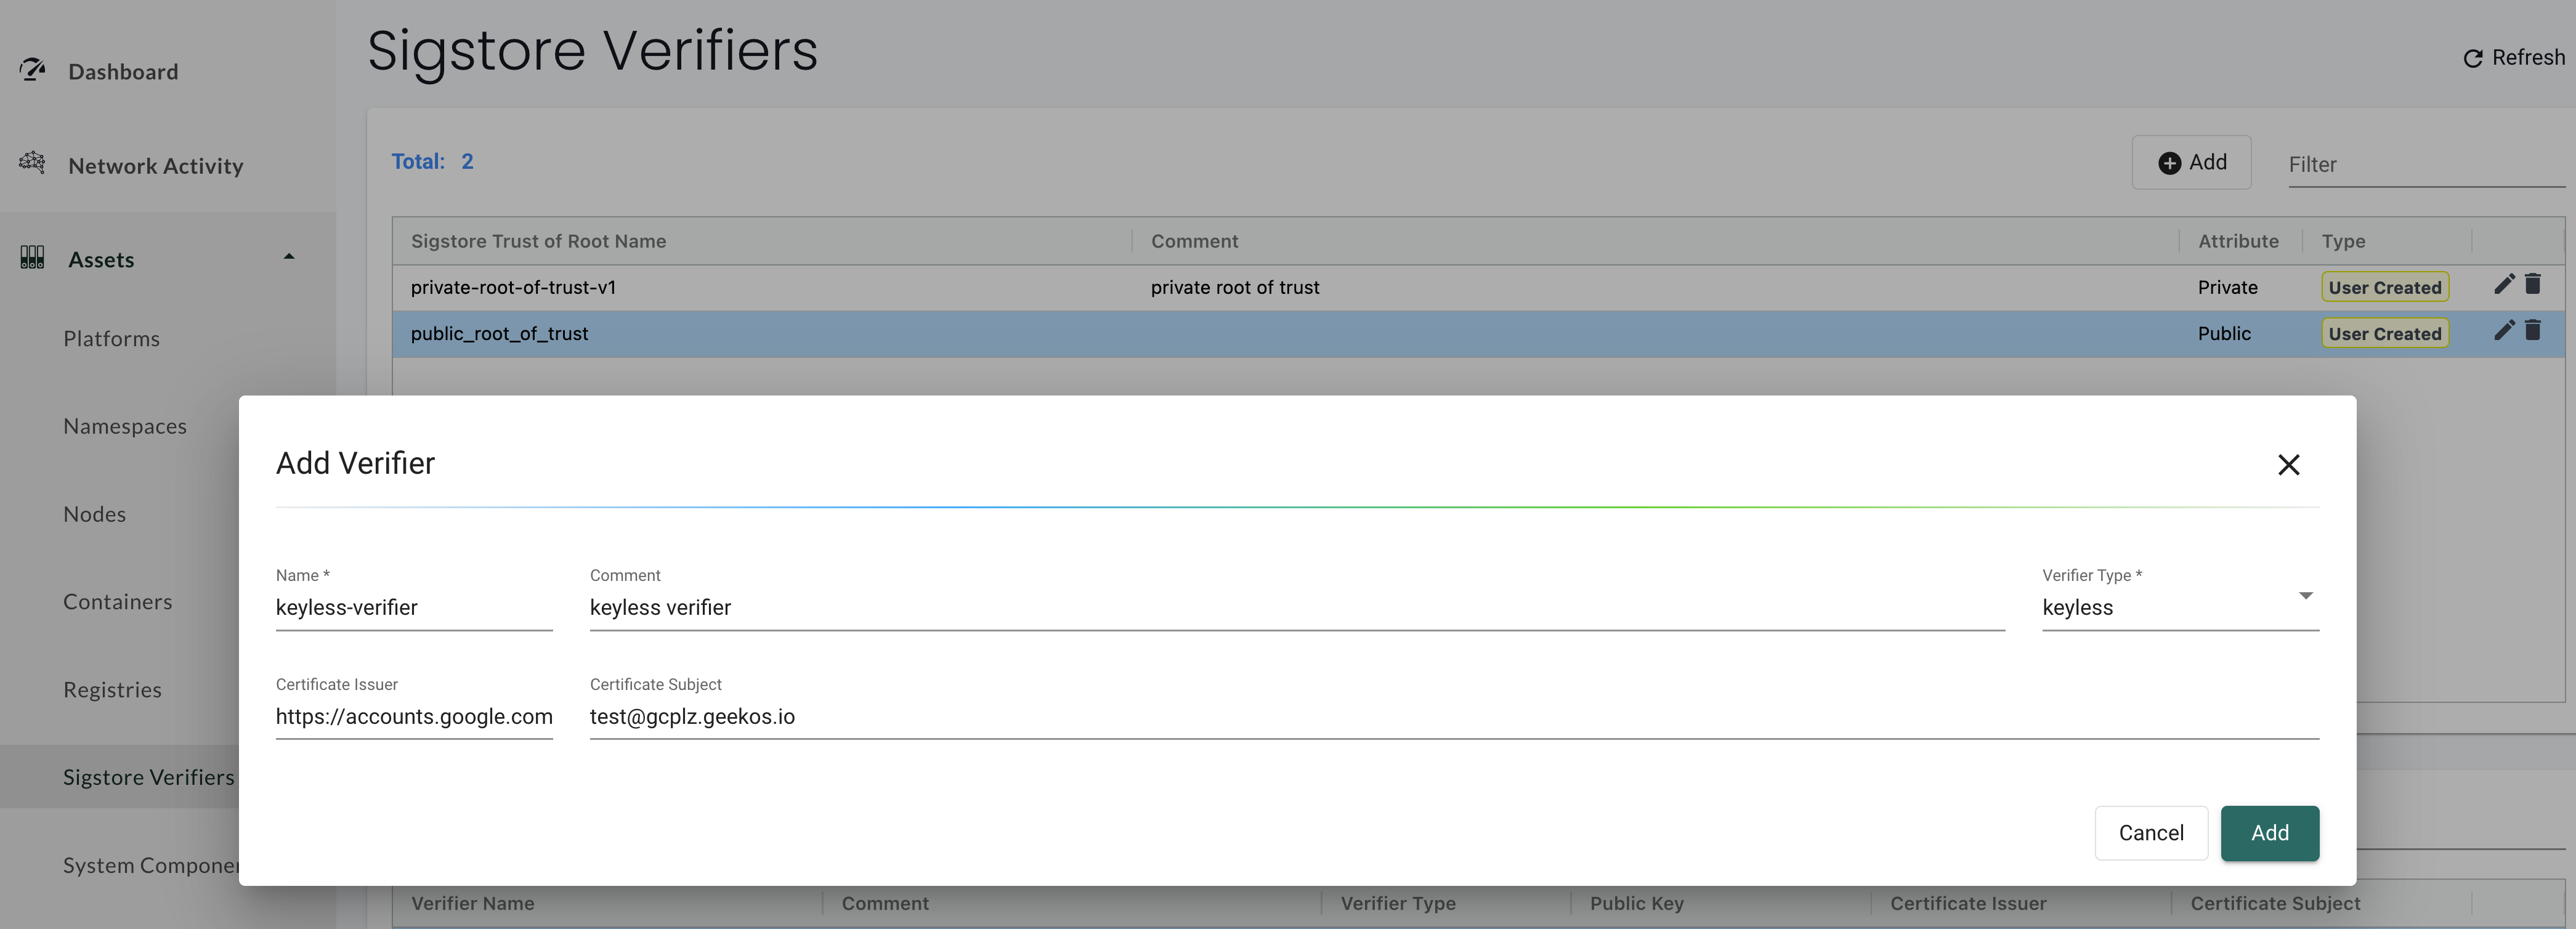 Sigstore Verifiers
Refresh
Dashboard
Network Activity
Assets
Platforms
Namespaces
Nodes
Containers
Registries
Sigstore Verifiers
Total: 2
Add
Filter
Sigstore Trust of Root Name Comment Attribute Type
private-root-of-trust-v1 private root of trust Private User Created
public_root_of_trust Public User Created
Add Verifier
Name * Comment Verifier Type *
keyless-verifier keyless verifier keyless
Certificate Issuer Certificate Subject
https://accounts.google.com test@gcplz.geekos.io
Cancel Add
System
Verifier Name Comment Verifier Type Public Key Certificate Issuer Certificate Subject